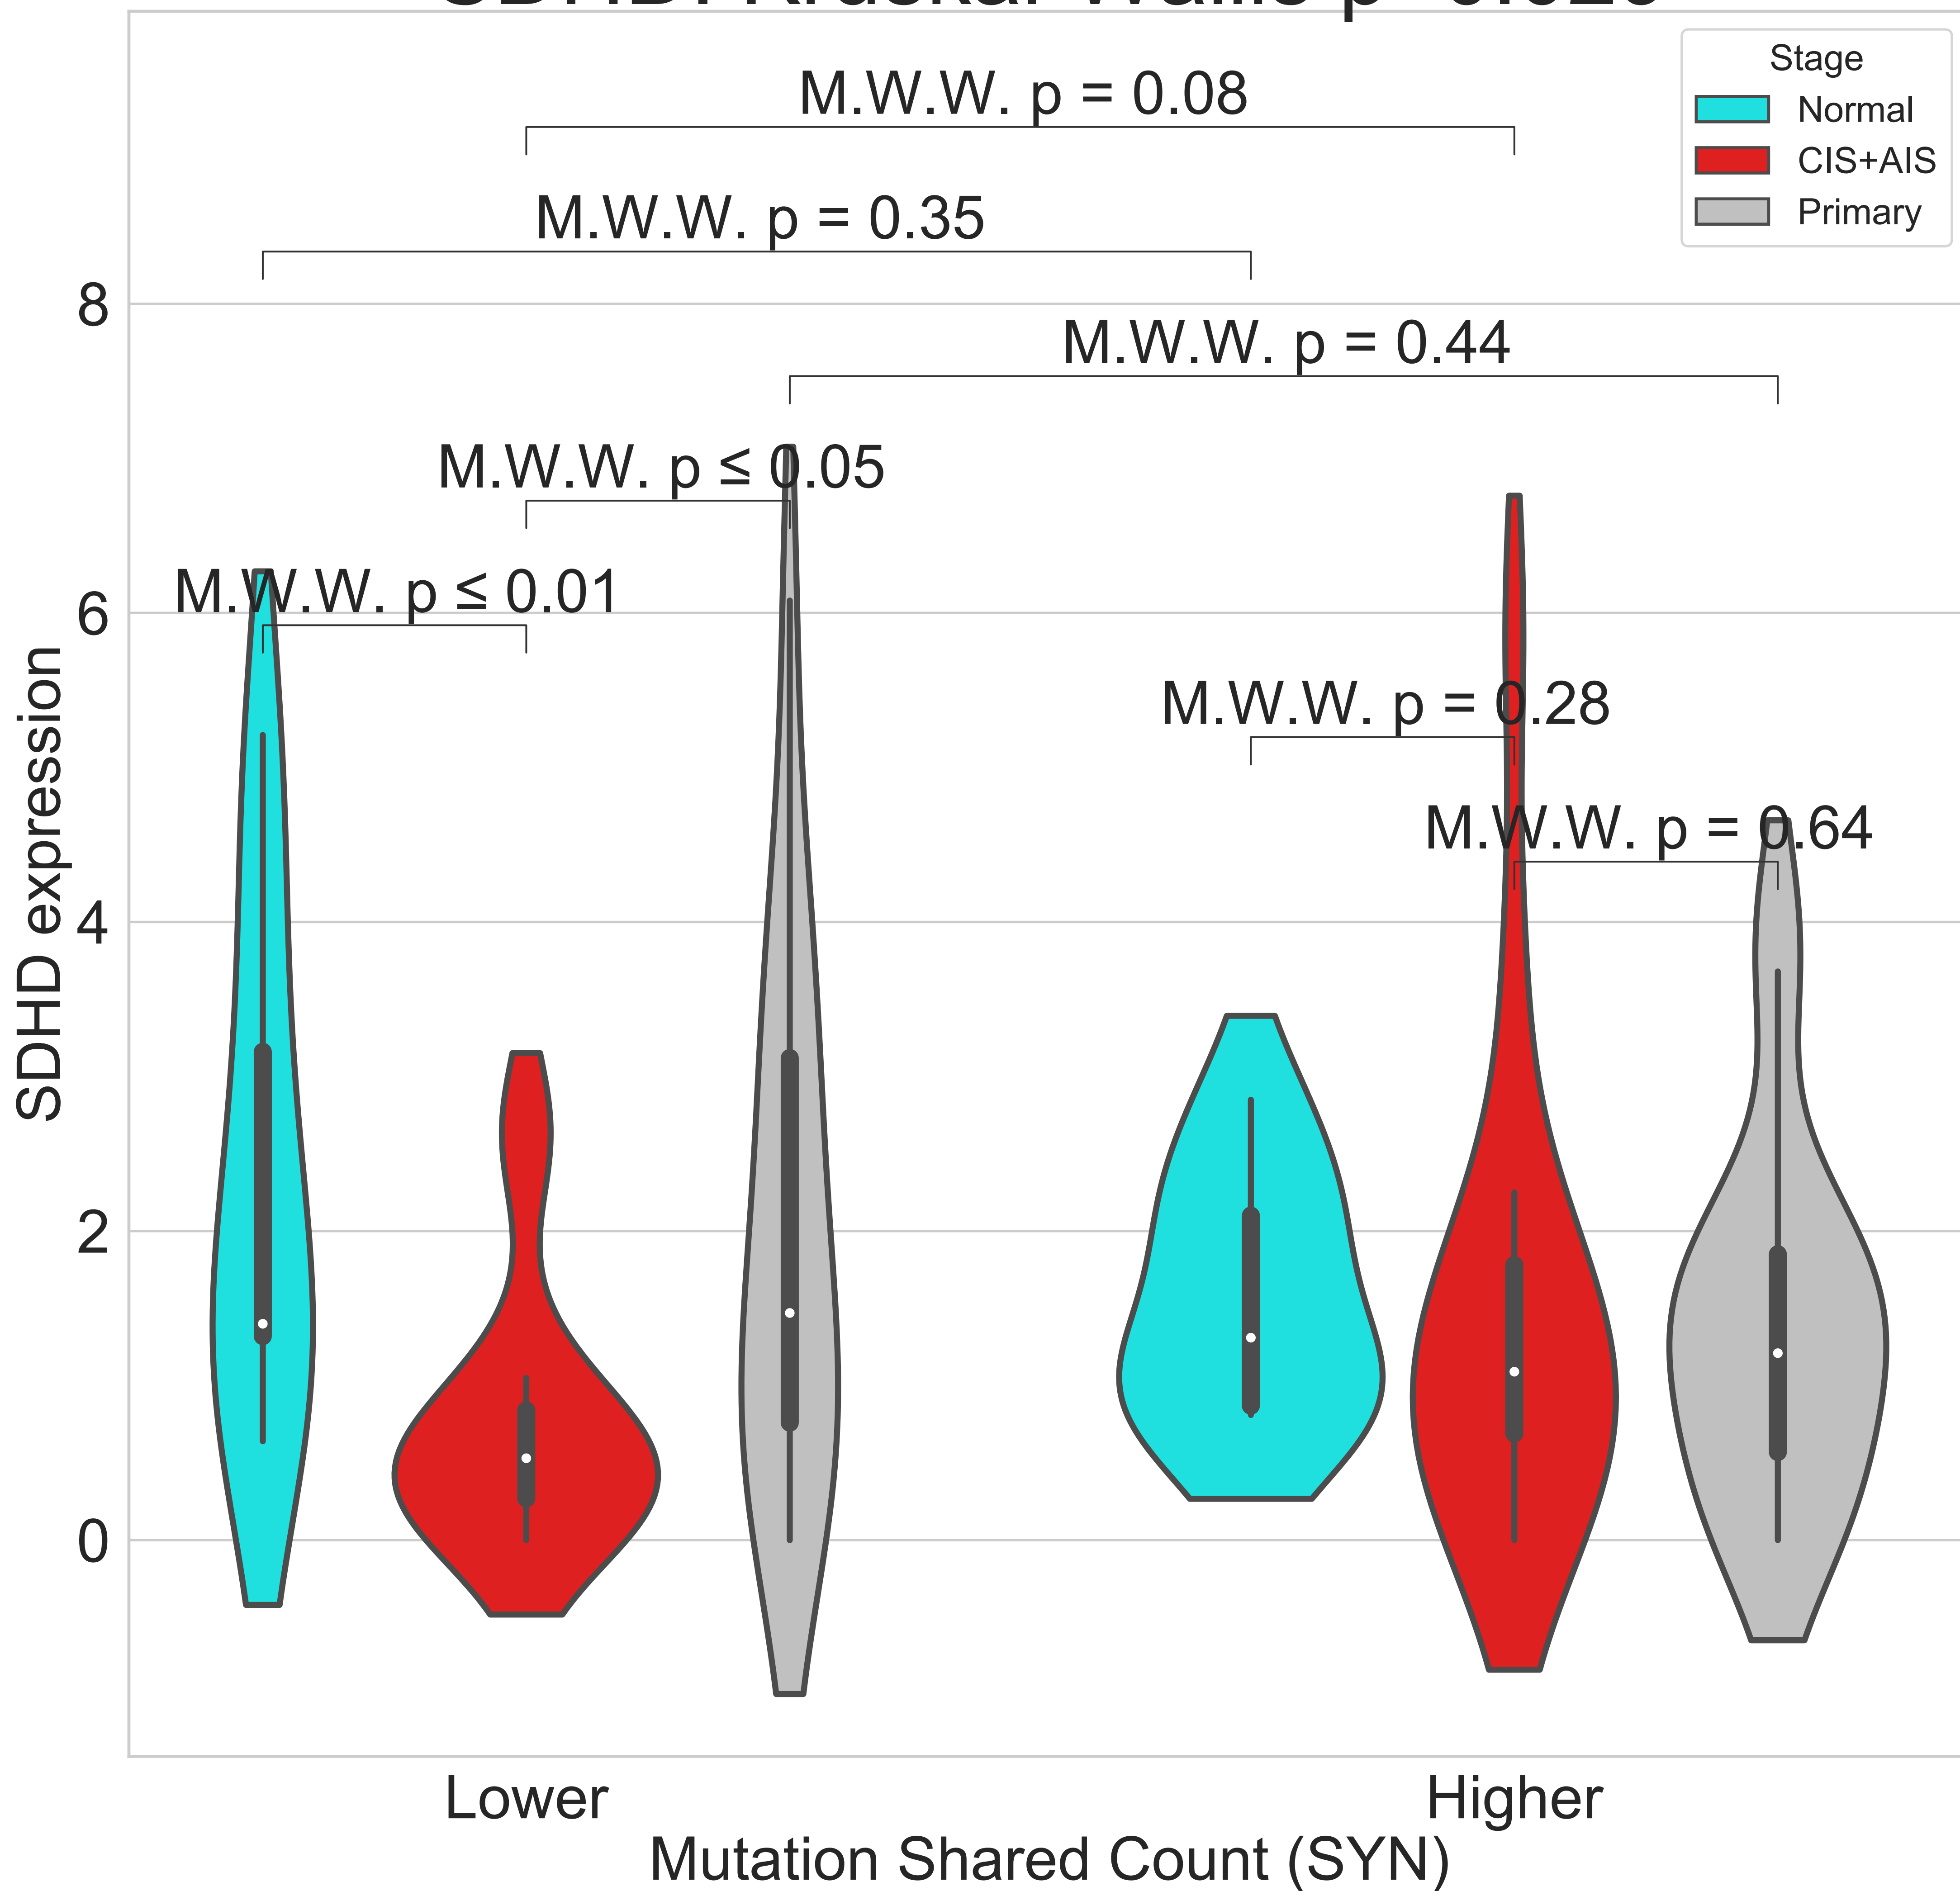 Stage
Normal
CIS+AIS
Primary
M.W.W. p = 0.08
M.W.W. p = 0.35
8
M.W.W. p = 0.44
M.W.W. p ≤ 0.05
M.W.W. p ≤ 0.01
6
M.W.W. p = 0.28
M.W.W. p = 0.64
4
SDHD expression
2
0
Lower
Higher
Mutation Shared Count (SYN)